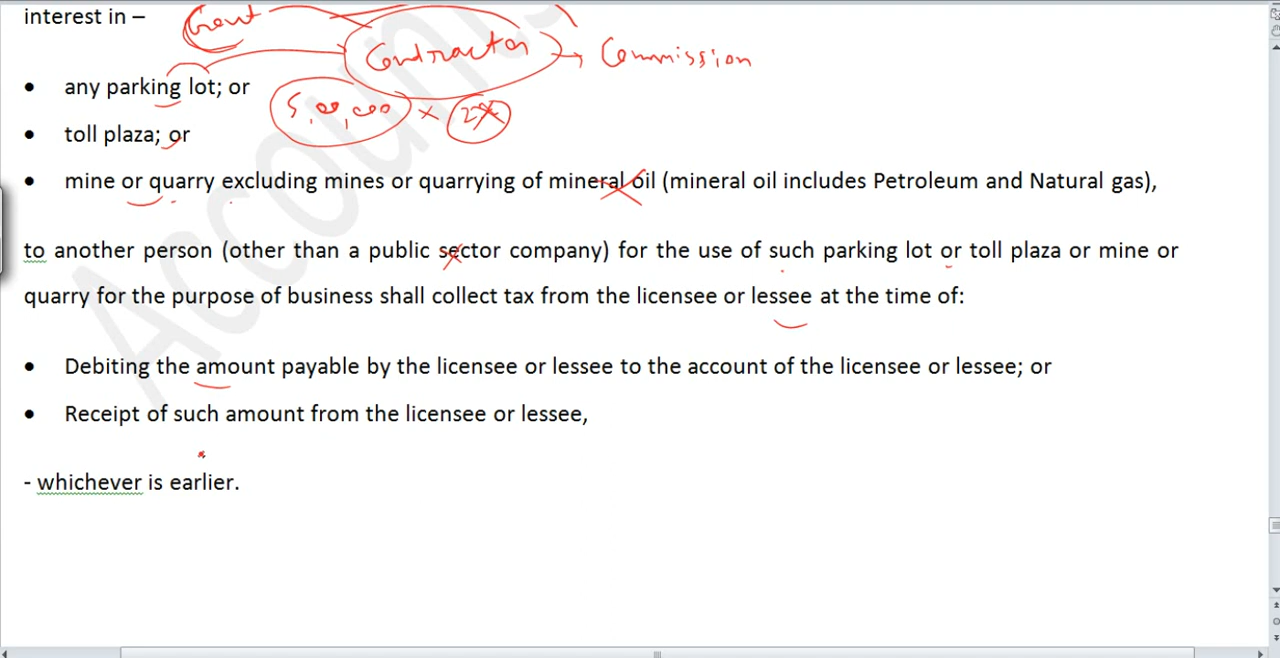 interest in –
Govt
Contractor → Commission
any parking lot; or
5,00,000 × 2%
toll plaza; or
mine or quarry excluding mines or quarrying of mineral oil (mineral oil includes Petroleum and Natural gas),
to another person (other than a public sector company) for the use of such parking lot or toll plaza or mine or
quarry for the purpose of business shall collect tax from the licensee or lessee at the time of:
Debiting the amount payable by the licensee or lessee to the account of the licensee or lessee; or
Receipt of such amount from the licensee or lessee,
- whichever is earlier.